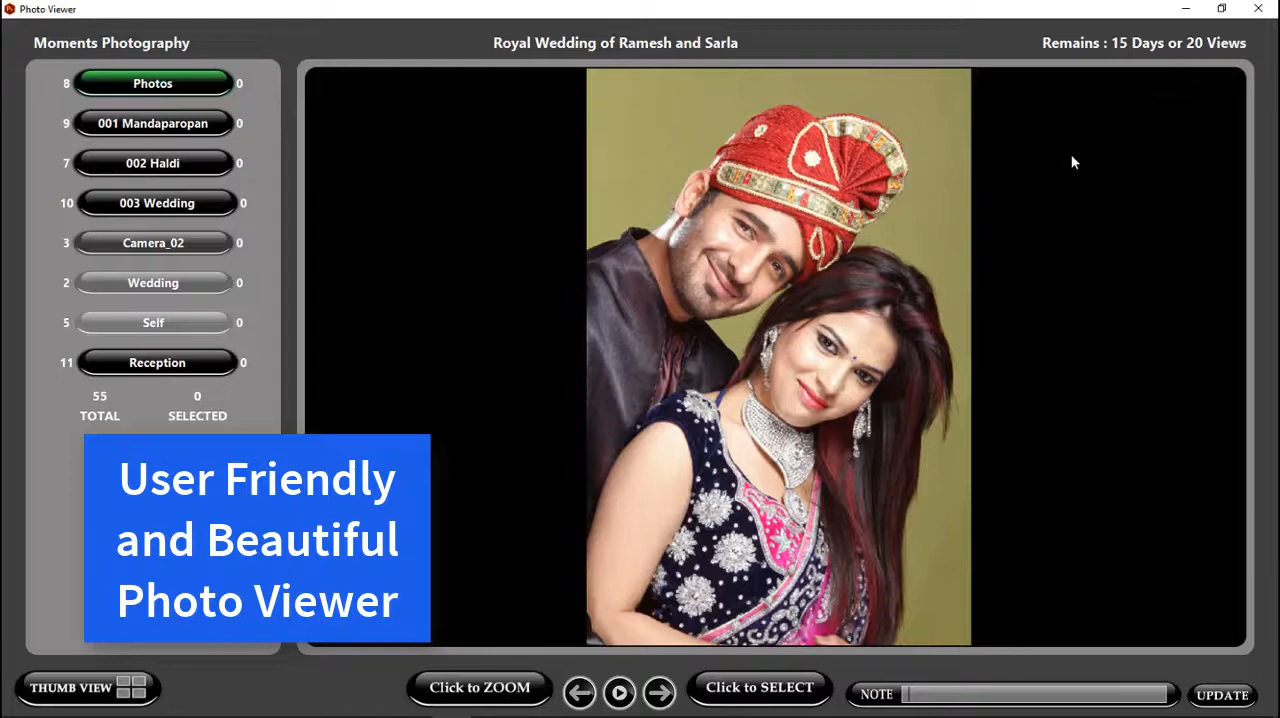 Photo Viewer
Moments Photography
Royal Wedding of Ramesh and Sarla
Remains : 15 Days or 20 Views
8 Photos 0
9 001 Mandaparopan 0
7 002 Haldi 0
10 003 Wedding 0
3 Camera_02 0
2 Wedding 0
5 Self 0
11 Reception 0
55 0
TOTAL SELECTED
User Friendly
and Beautiful
Photo Viewer
THUMB VIEW
Click to ZOOM
Click to SELECT
NOTE
UPDATE